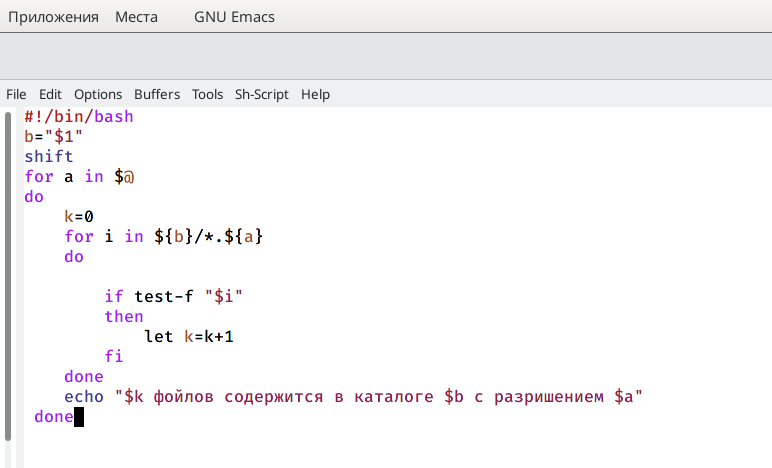 Приложения Места GNU Emacs
File Edit Options Buffers Tools Sh-Script Help
#!/bin/bash
b="$1"
shift
for a in $@
do
    k=0
    for i in ${b}/*.${a}
    do
        if test-f "$i"
        then
            let k=k+1
        fi
    done
    echo "$k фойлов содержится в каталоге $b с разришением $a"
 done